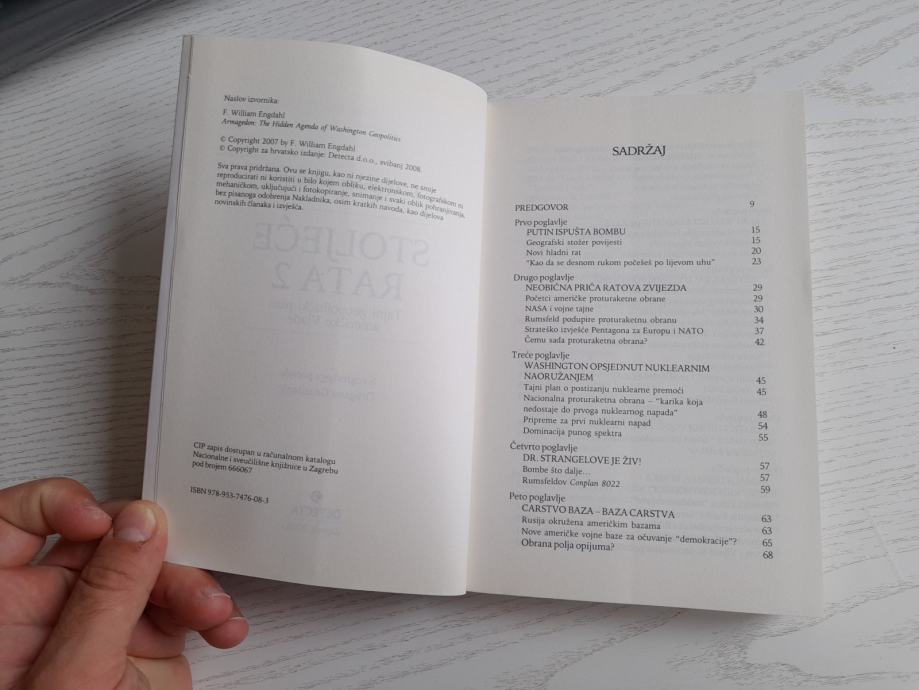 Naslov izvornika:
F. William Engdahl
Armagedon: The Hidden Agenda of Washington Geopolitics
© Copyright 2007 by F. William Engdahl
© Copyright za hrvatsko izdanje: Detecta d.o.o., svibanj 2008.
Sva prava pridržana. Ovu se knjigu, kao ni njezine dijelove, ne smije
reproducirati ni koristiti u bilo kojem obliku, elektronskom, fotografskom ni
mehaničkom, uključujući i fotokopiranje, snimanje i svaki oblik pohranjivanja,
bez pisanoga odobrenja Nakladnika, osim kratkih navoda, kao dijelova
novinskih članaka i izvješća.
STOLJEĆE
RATA 2
CIP zapis dostupan u računalnom katalogu
Nacionalne i sveučilišne knjižnice u Zagrebu
pod brojem 666067
ISBN 978-953-7476-08-3
SADRŽAJ
PREDGOVOR 9
Prvo poglavlje
PUTIN ISPUŠTA BOMBU 15
Geografski stožer povijesti 15
Novi hladni rat 20
"Kao da se desnom rukom počešeš po lijevom uhu" 23
Drugo poglavlje
NEOBIČNA PRIČA RATOVA ZVIJEZDA 29
Početci američke proturaketne obrane 29
NASA i vojne tajne 30
Rumsfeld podupire proturaketnu obranu 34
Strateško izvješće Pentagona za Europu i NATO 37
Čemu sada proturaketna obrana? 42
Treće poglavlje
WASHINGTON OPSJEDNUT NUKLEARNIM
NAORUŽANJEM 45
Tajni plan o postizanju nuklearne premoći 45
Nacionalna proturaketna obrana – "karika koja
nedostaje do prvoga nuklearnog napada" 48
Pripreme za prvi nuklearni napad 54
Dominacija punog spektra 55
Četvrto poglavlje
DR. STRANGELOVE JE ŽIV! 57
Bombe što dalje... 57
Rumsfeldov Conplan 8022 59
Peto poglavlje
CARSTVO BAZA – BAZA CARSTVA 63
Rusija okružena američkim bazama 63
Nove američke vojne baze za očuvanje "demokracije"? 65
Obrana polja opijuma? 68